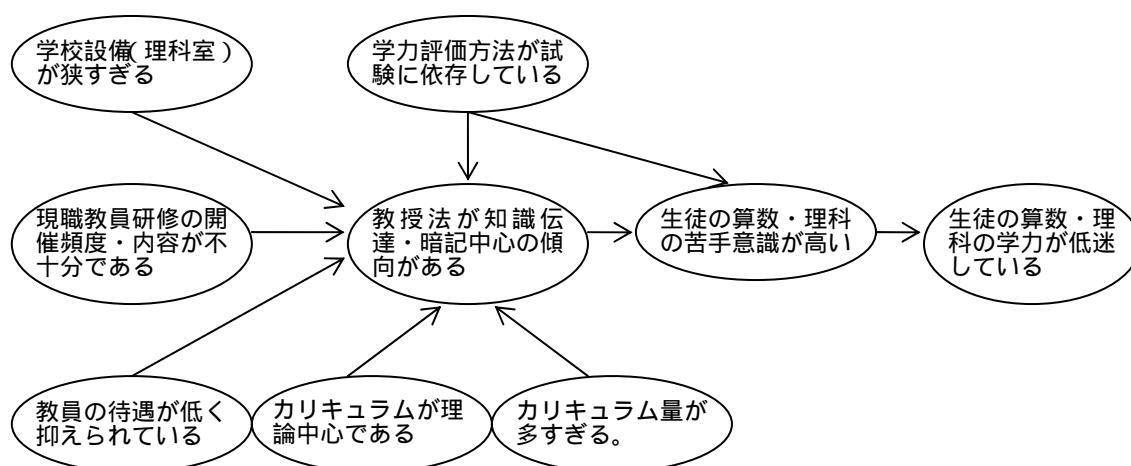 学校設備(理科室)
が狭すぎる
学力評価方法が試
験に依存している
現職教員研修の開
催頻度・内容が不
十分である
教授法が知識伝
達・暗記中心の傾
向がある
生徒の算数・理科
の苦手意識が高い
生徒の算数・理
科の学力が低迷
している
教員の待遇が低く
抑えられている
カリキュラムが理
論中心である
カリキュラム量が
多すぎる。